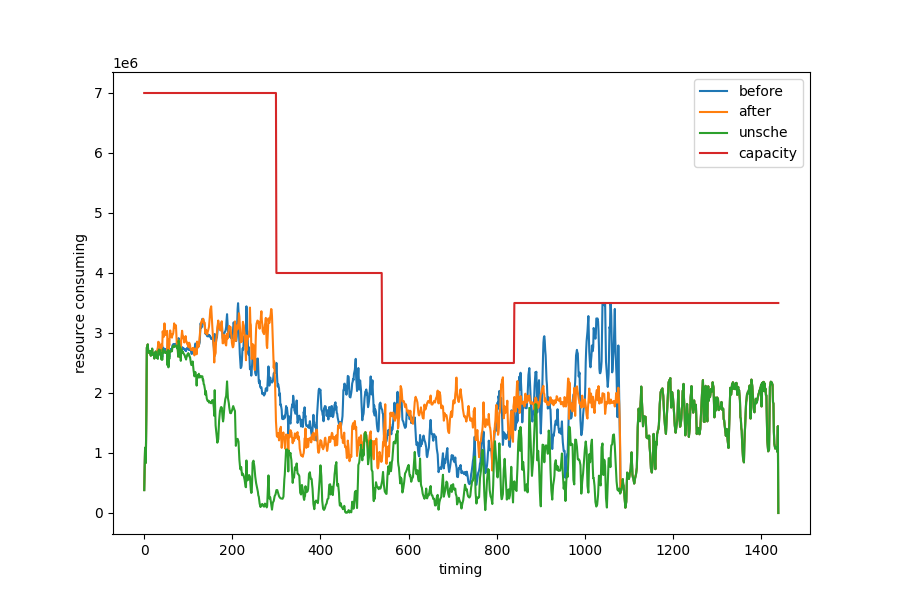 1e6
7
6
5
4
3
2
1
0
resource consuming
before
after
unsche
capacity
0 200 400 600 800 1000 1200 1400
timing